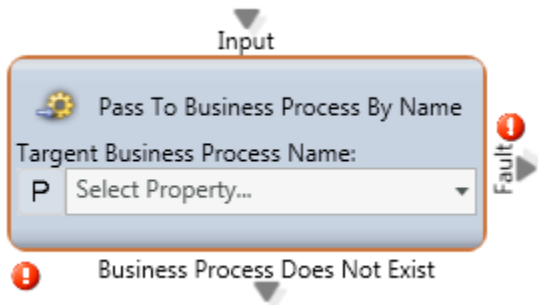 Input
Pass To Business Process By Name
Targent Business Process Name:
P Select Property...
Fault
Business Process Does Not Exist